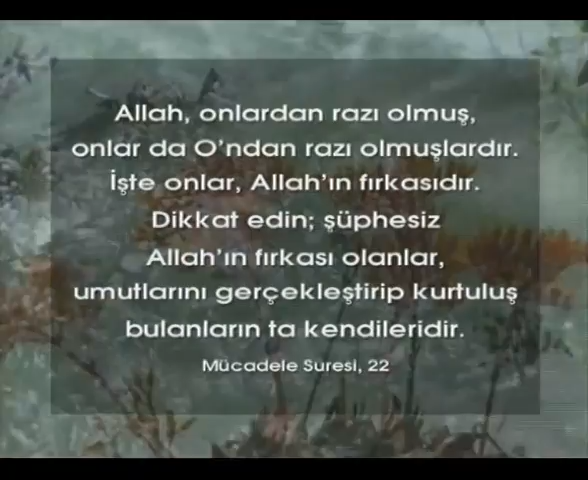 Allah, onlardan razı olmuş,
onlar da O'ndan razı olmuşlardır.
İşte onlar, Allah'ın fırkasıdır.
Dikkat edin; şüphesiz
Allah'ın fırkası olanlar,
umutlarını gerçekleştirip kurtuluş
bulanların ta kendileridir.
Mücadele Suresi, 22